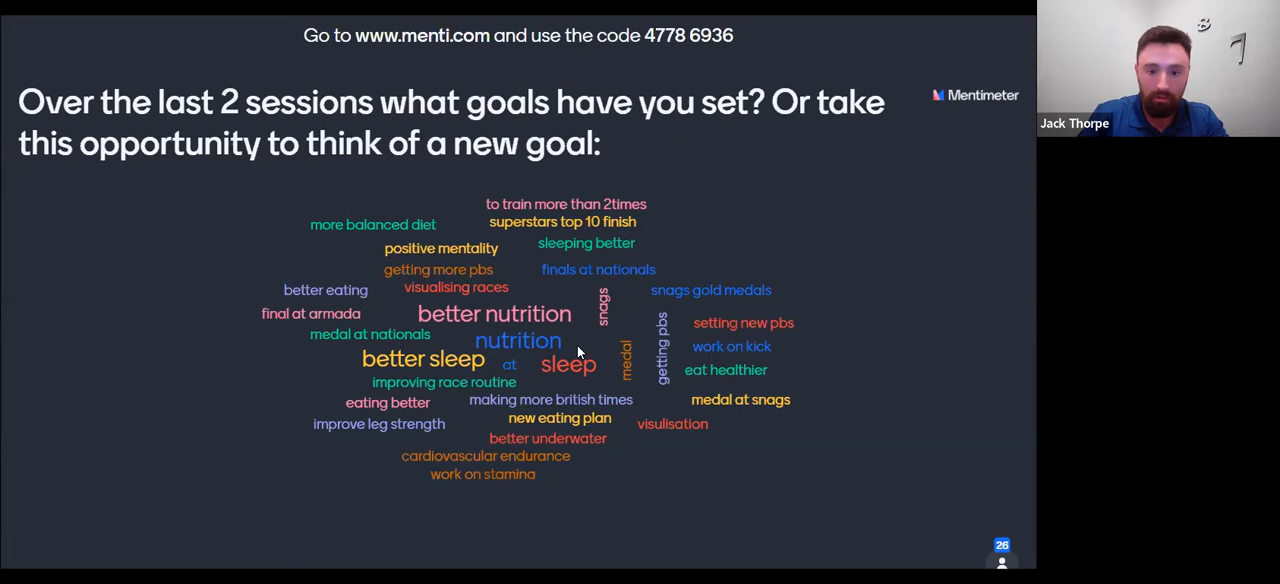 Go to www.menti.com and use the code 4778 6936
Over the last 2 sessions what goals have you set? Or take
this opportunity to think of a new goal:
Mentimeter
8
7
Jack Thorpe
to train more than 2times
more balanced diet
superstars top 10 finish
positive mentality
sleeping better
getting more pbs
finals at nationals
better eating
visualising races
snags
snags gold medals
final at armada
better nutrition
getting pbs
setting new pbs
medal at nationals
nutrition
medal
work on kick
better sleep
at
sleep
eat healthier
improving race routine
eating better
making more british times
medal at snags
improve leg strength
new eating plan
visulisation
better underwater
cardiovascular endurance
work on stamina
26